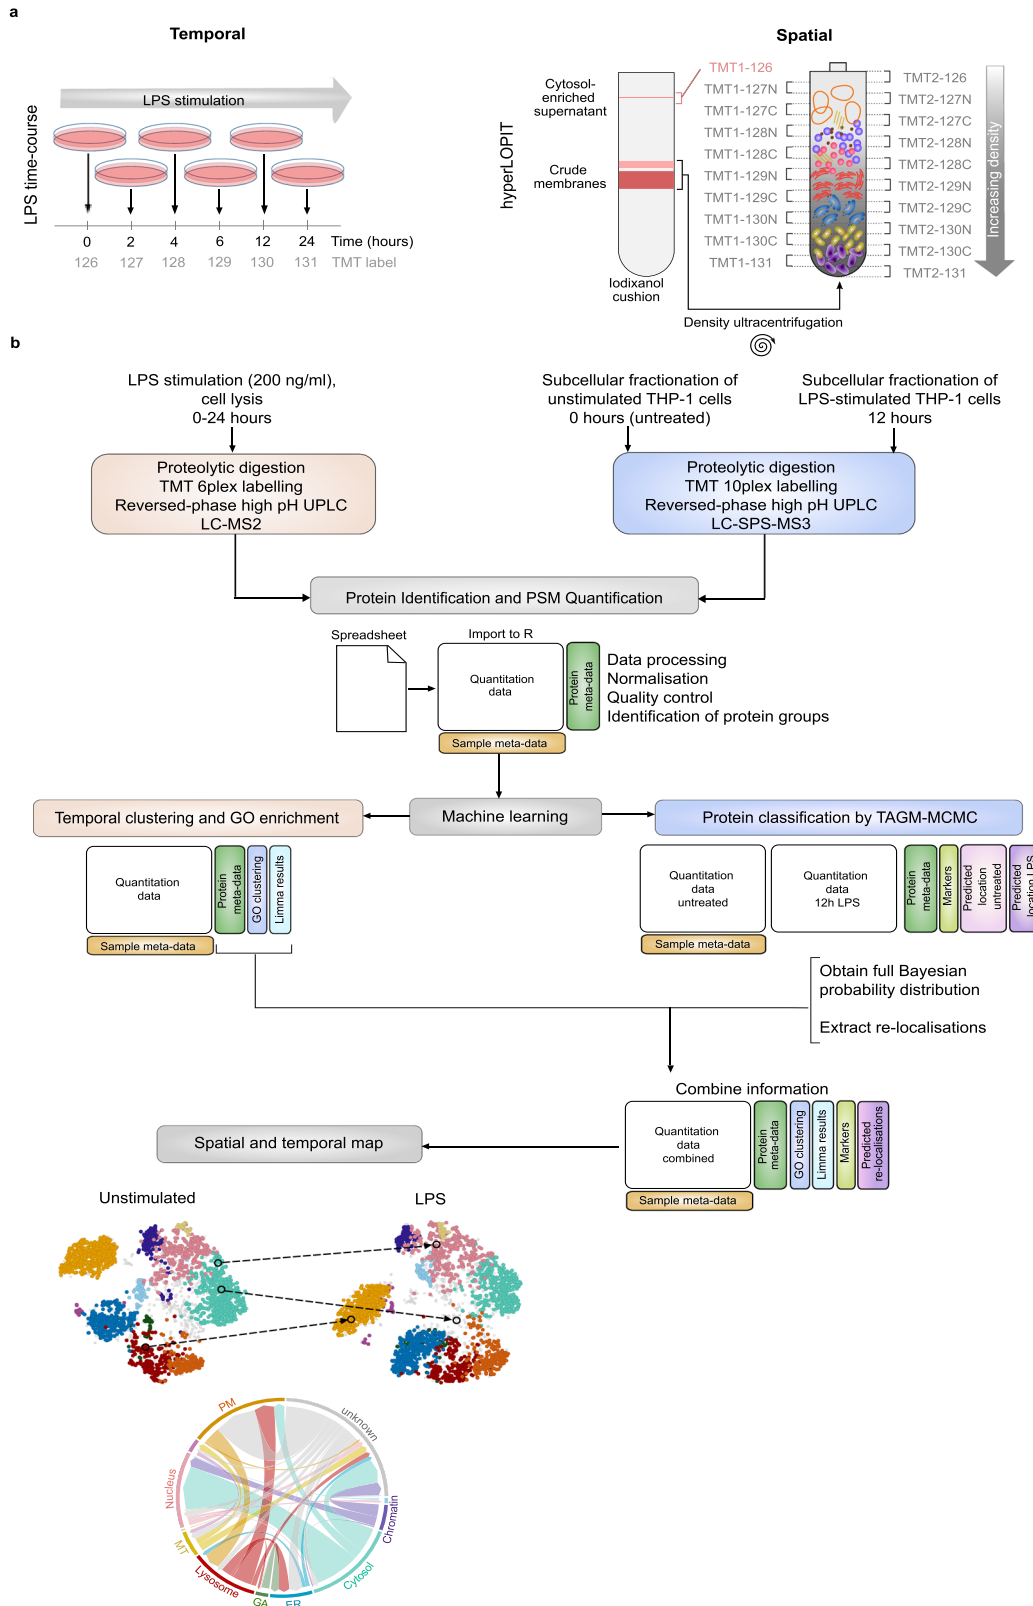 a
Temporal
LPS time-course
LPS stimulation
0 2 4 6 12 24 Time (hours)
126 127 128 129 130 131 TMT label
Spatial
hyperLOPIT
Cytosol-
enriched
supernatant
Crude
membranes
Iodixanol
cushion
TMT1-126
TMT1-127N
TMT1-127C
TMT1-128N
TMT1-128C
TMT1-129N
TMT1-129C
TMT1-130N
TMT1-130C
TMT1-131
TMT2-126
TMT2-127N
TMT2-127C
TMT2-128N
TMT2-128C
TMT2-129N
TMT2-129C
TMT2-130N
TMT2-130C
TMT2-131
Increasing density
Density ultracentrifugation
b
LPS stimulation (200 ng/ml),
cell lysis
0-24 hours
Subcellular fractionation of
unstimulated THP-1 cells
0 hours (untreated)
Subcellular fractionation of
LPS-stimulated THP-1 cells
12 hours
Proteolytic digestion
TMT 6plex labelling
Reversed-phase high pH UPLC
LC-MS2
Proteolytic digestion
TMT 10plex labelling
Reversed-phase high pH UPLC
LC-SPS-MS3
Protein Identification and PSM Quantification
Spreadsheet
Import to R
Quantitation
data
Protein
meta-data
Sample meta-data
Data processing
Normalisation
Quality control
Identification of protein groups
Temporal clustering and GO enrichment
Machine learning
Protein classification by TAGM-MCMC
Quantitation
data
Protein
meta-data
GO clustering
Limma results
Sample meta-data
Quantitation
data
untreated
Sample meta-data
Quantitation
data
12h LPS
Protein
meta-data
Markers
Predicted
location
untreated
Predicted
location LPS
Obtain full Bayesian
probability distribution
Extract re-localisations
Combine information
Quantitation
data
combined
Protein
meta-data
GO clustering
Limma results
Markers
Predicted
re-localisations
Sample meta-data
Spatial and temporal map
Unstimulated
LPS
PM
unknown
Nucleus
Chromatin
MT
Lysosome
GA
ER
Cytosol